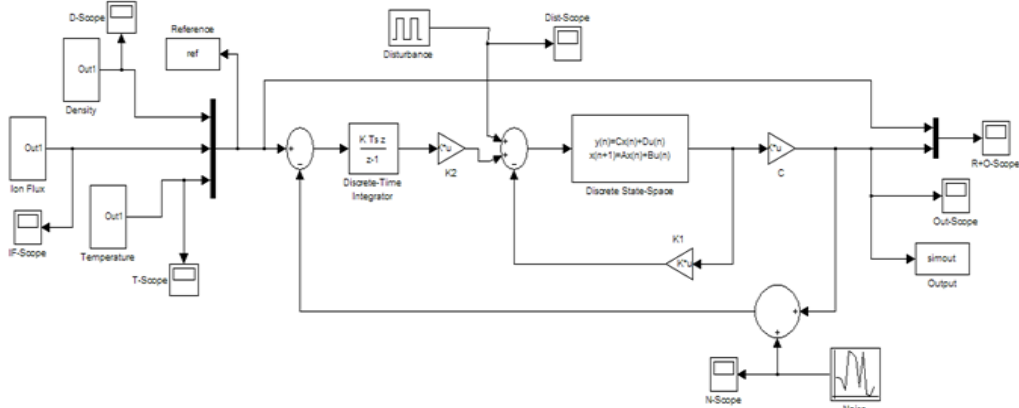 D-Scope
Reference
ref
Out1
Density
Disturbance
Dist-Scope
Out1
Ion Flux
K Ts z
z-1
Discrete-Time
Integrator
K*u
K2
y(n)=Cx(n)+Du(n)
x(n+1)=Ax(n)+Bu(n)
Discrete State-Space
K*u
C
R+O-Scope
Out-Scope
IF-Scope
Out1
Temperature
T-Scope
K1
K*u
simout
Output
N-Scope
Noise